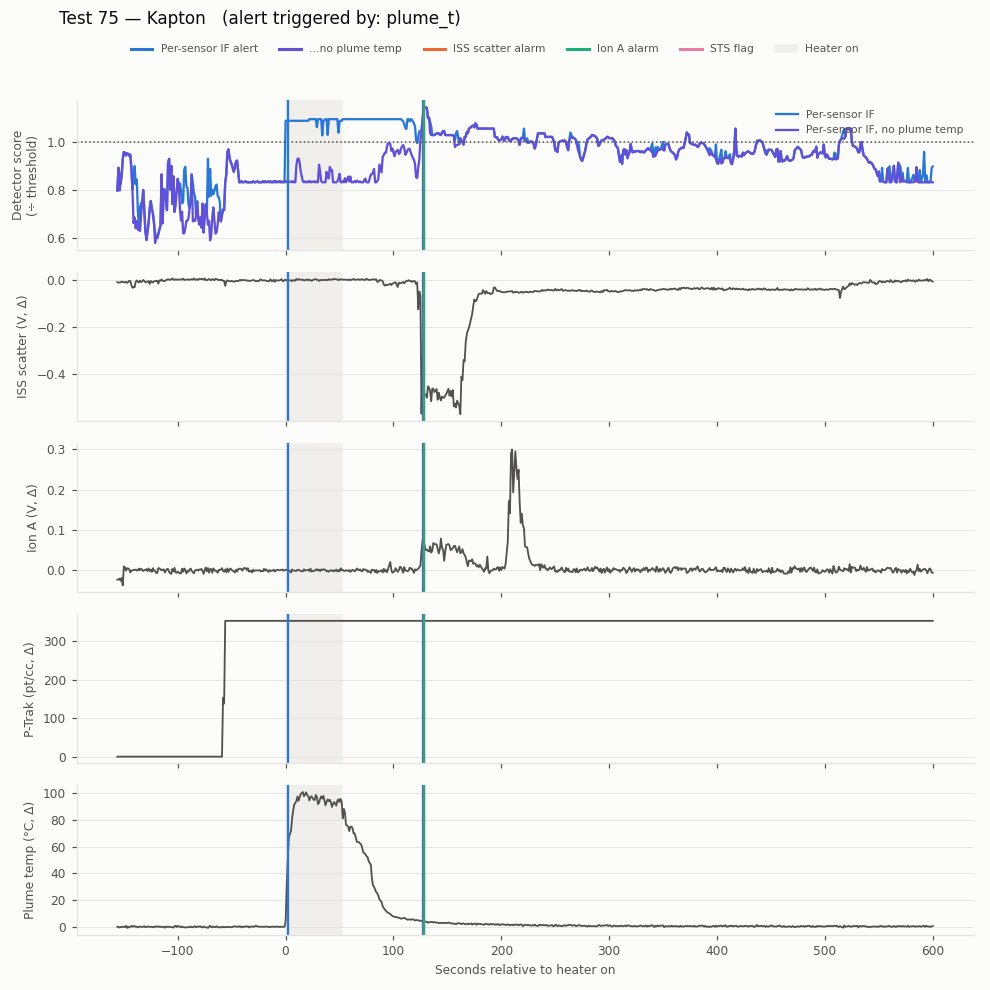 Test 75 — Kapton   (alert triggered by: plume_t)
Per-sensor IF alert
...no plume temp
ISS scatter alarm
Ion A alarm
STS flag
Heater on
Detector score
(÷ threshold)
1.0
0.8
0.6
Per-sensor IF
Per-sensor IF, no plume temp
ISS scatter (V, Δ)
0.0
−0.2
−0.4
Ion A (V, Δ)
0.3
0.2
0.1
0.0
P-Trak (pt/cc, Δ)
300
200
100
0
Plume temp (°C, Δ)
100
80
60
40
20
0
−100
0
100
200
300
400
500
600
Seconds relative to heater on